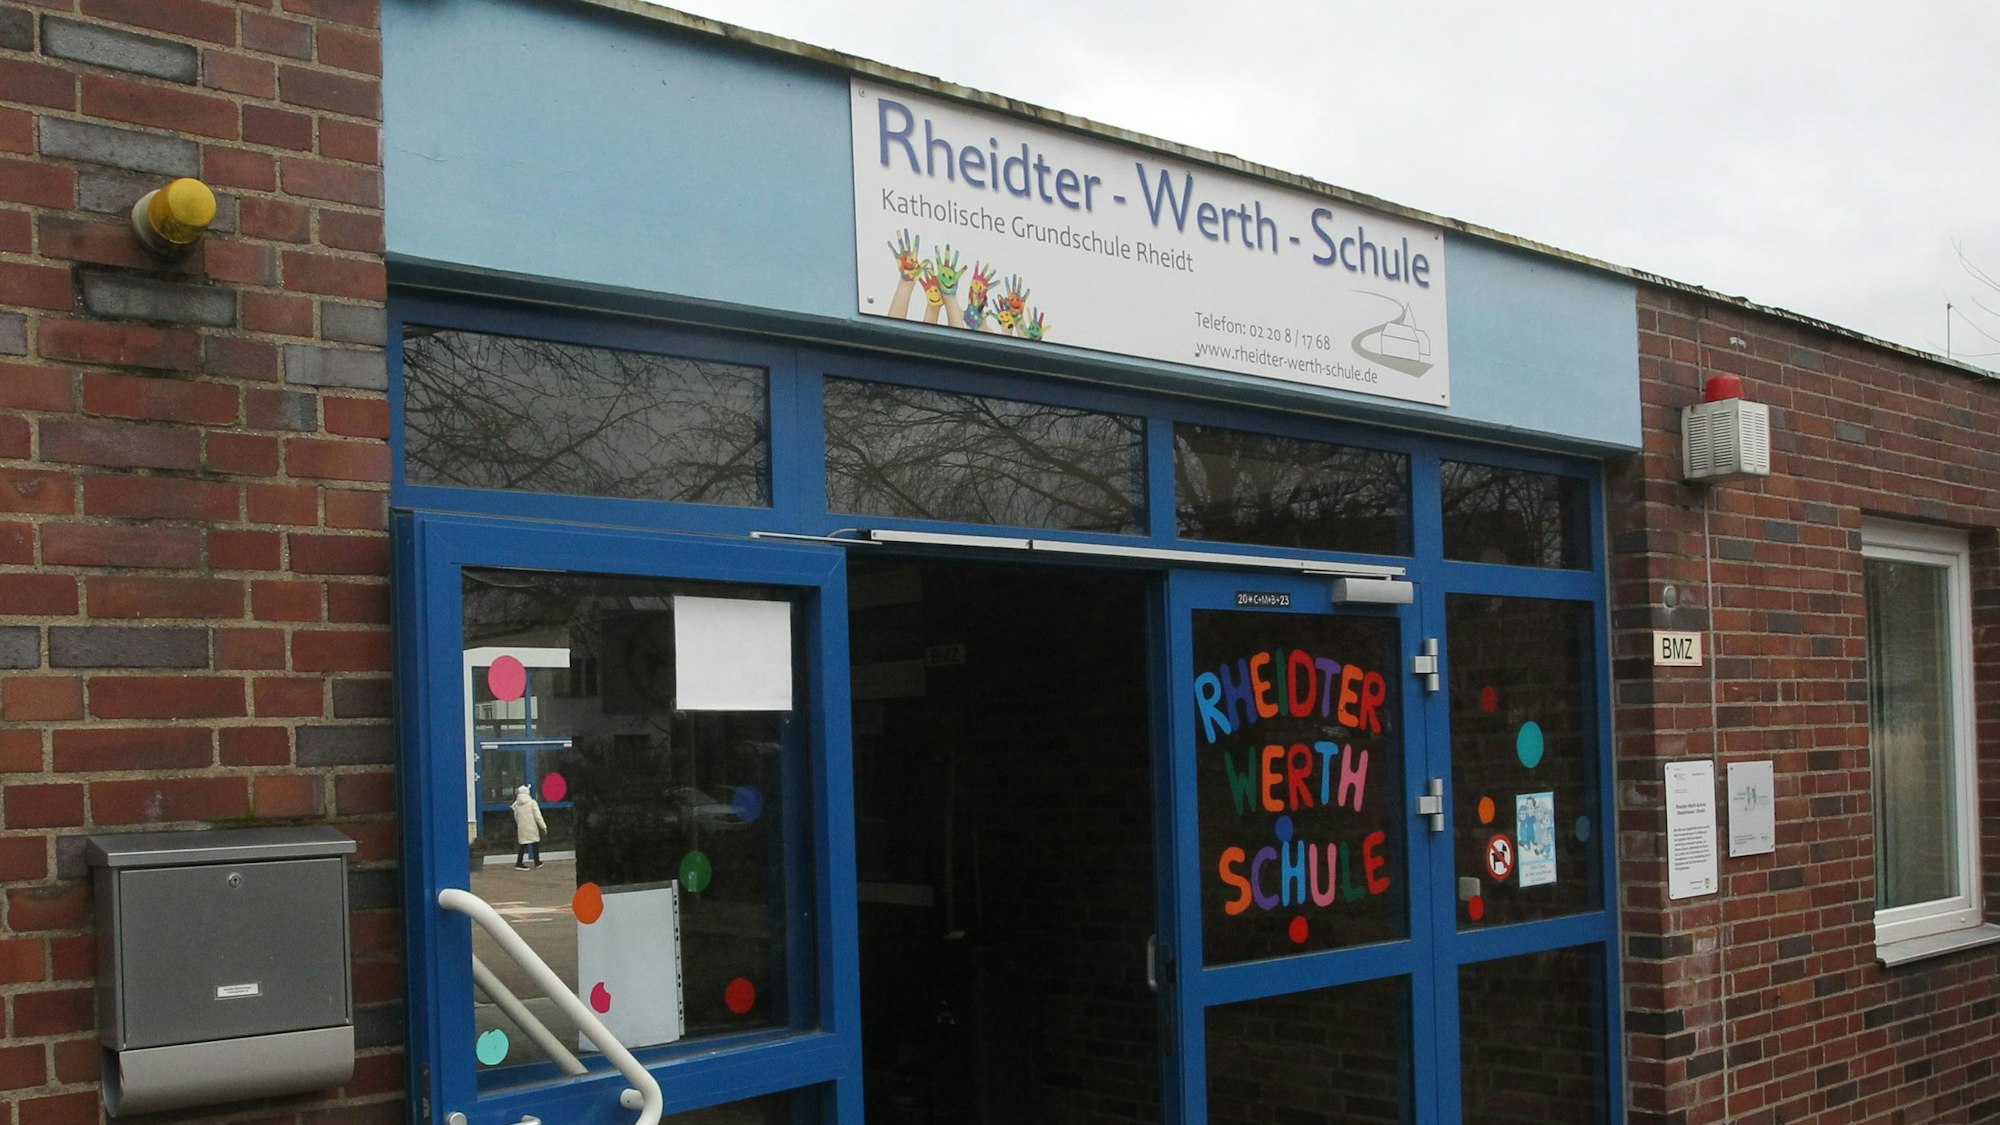 Rheidter - Werth - Schule
Katholische Grundschule Rheidt
Telefon: 02 20 8 / 17 68
www.rheidter-werth-schule.de
20*C+M+B+23
RHEIDTER
WERTH
SCHULE
BMZ
BMZ